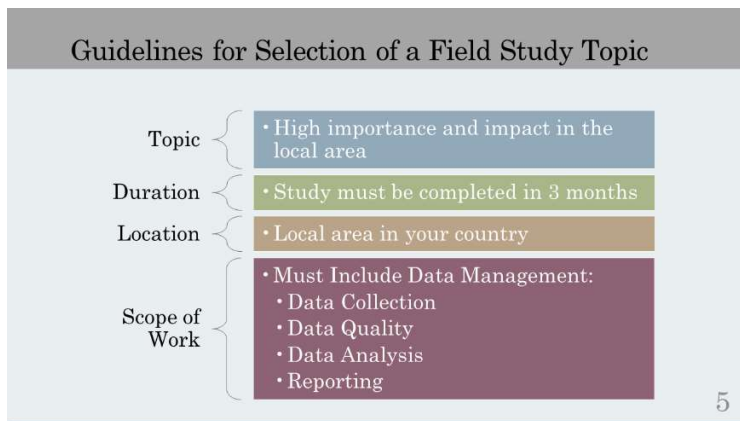 Guidelines for Selection of a Field Study Topic
Topic
• High importance and impact in the
local area
Duration
• Study must be completed in 3 months
Location
• Local area in your country
Scope of
Work
• Must Include Data Management:
• Data Collection
• Data Quality
• Data Analysis
• Reporting
5